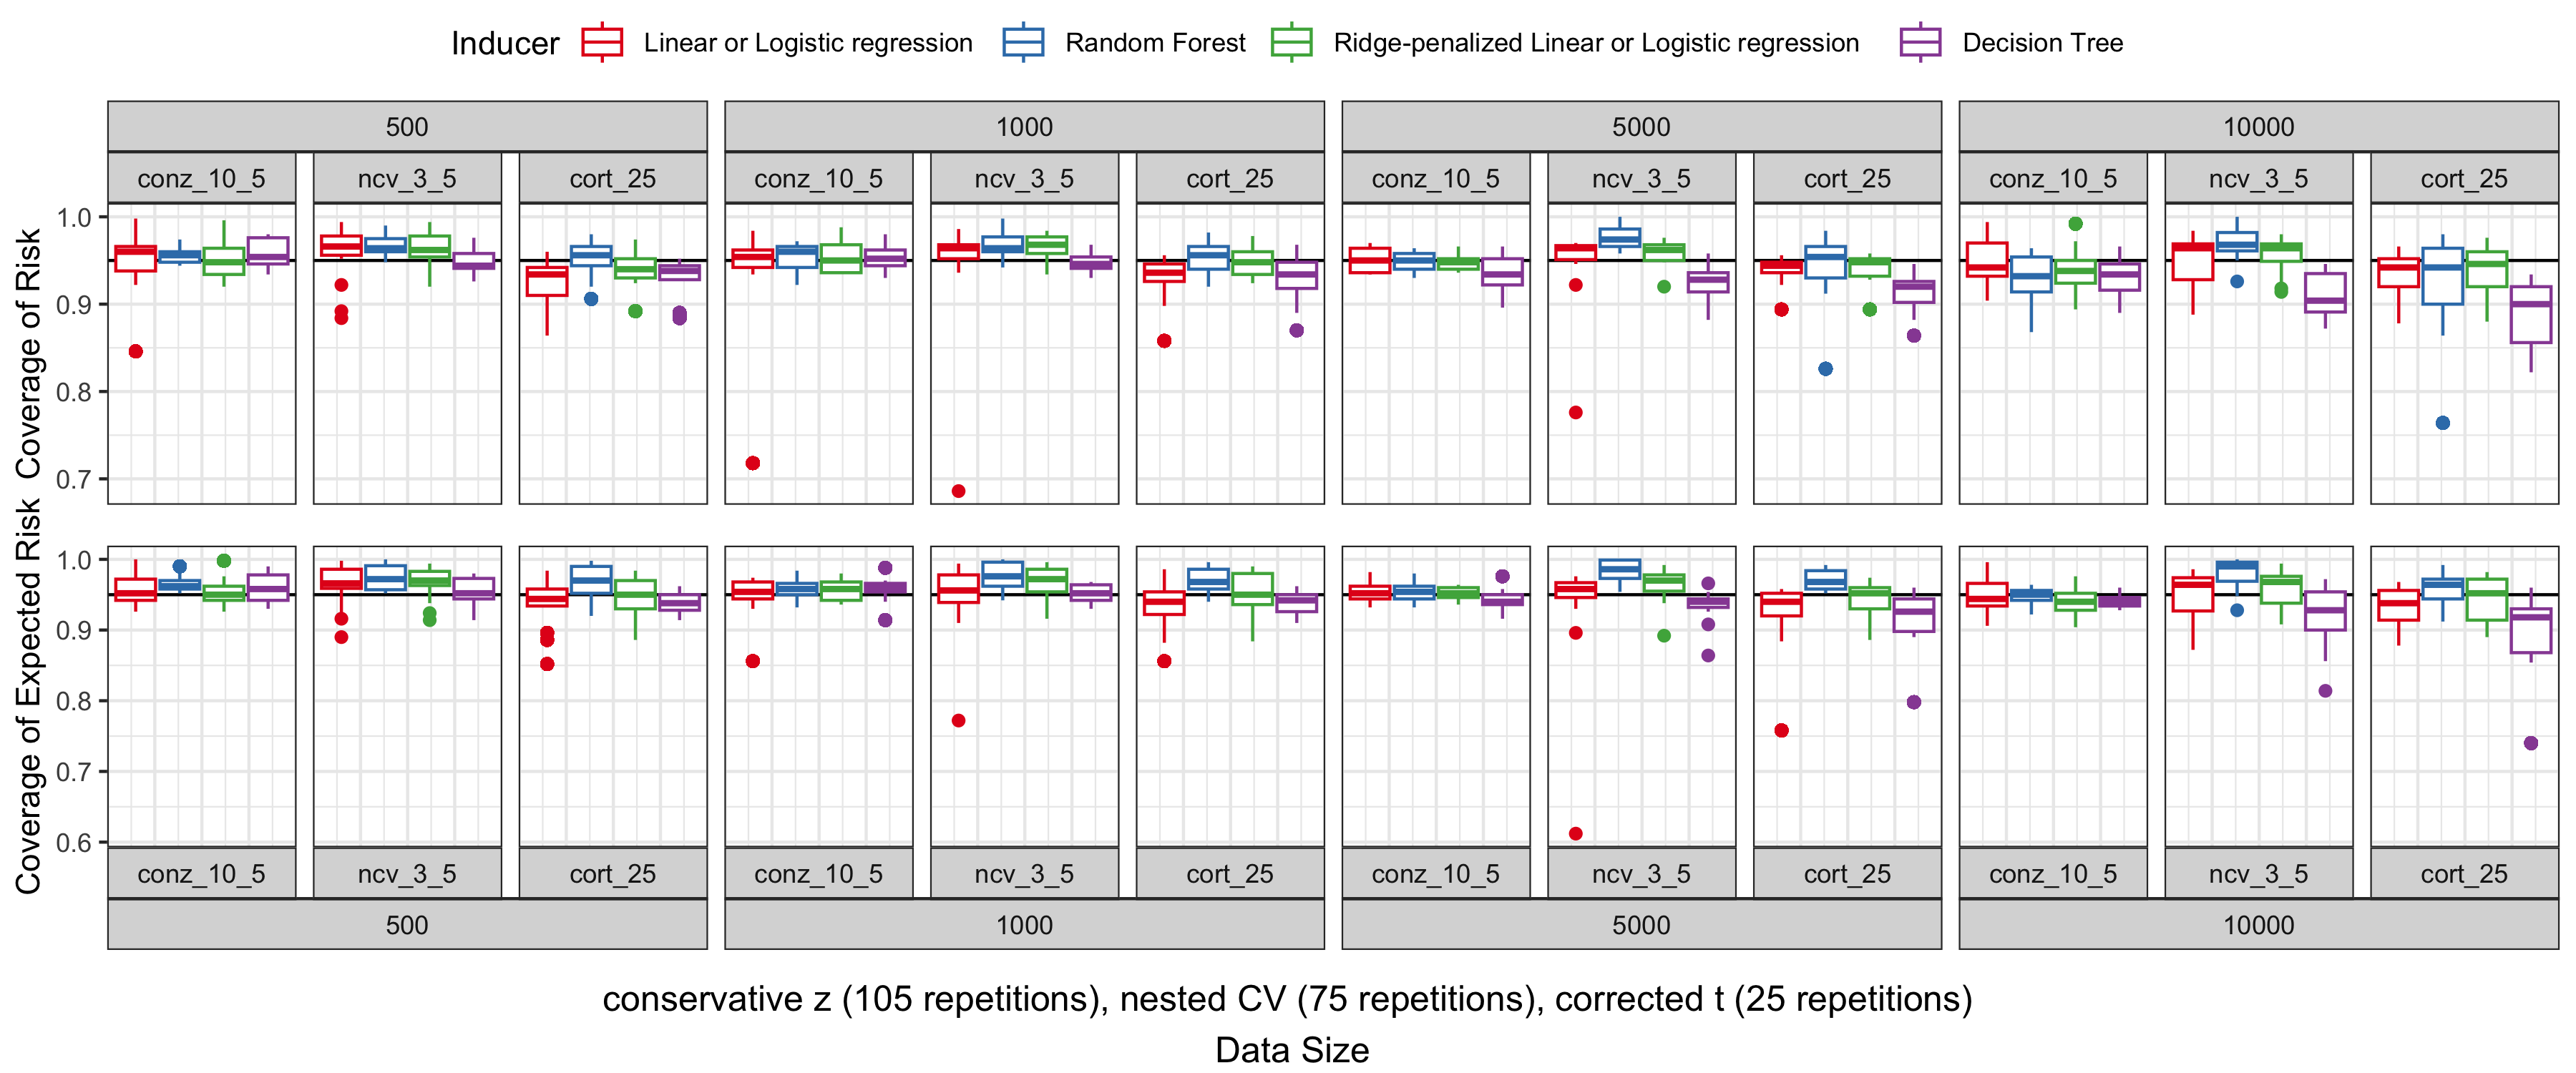 Inducer Linear or Logistic regression Random Forest Ridge-penalized Linear or Logistic regression Decision Tree
500 1000 5000 10000
conz_10_5 ncv_3_5 cort_25 conz_10_5 ncv_3_5 cort_25 conz_10_5 ncv_3_5 cort_25 conz_10_5 ncv_3_5 cort_25
Coverage of Risk
1.0
0.9
0.8
0.7
Coverage of Expected Risk
1.0
0.9
0.8
0.7
0.6
conz_10_5 ncv_3_5 cort_25 conz_10_5 ncv_3_5 cort_25 conz_10_5 ncv_3_5 cort_25 conz_10_5 ncv_3_5 cort_25
500 1000 5000 10000
conservative z (105 repetitions), nested CV (75 repetitions), corrected t (25 repetitions)
Data Size